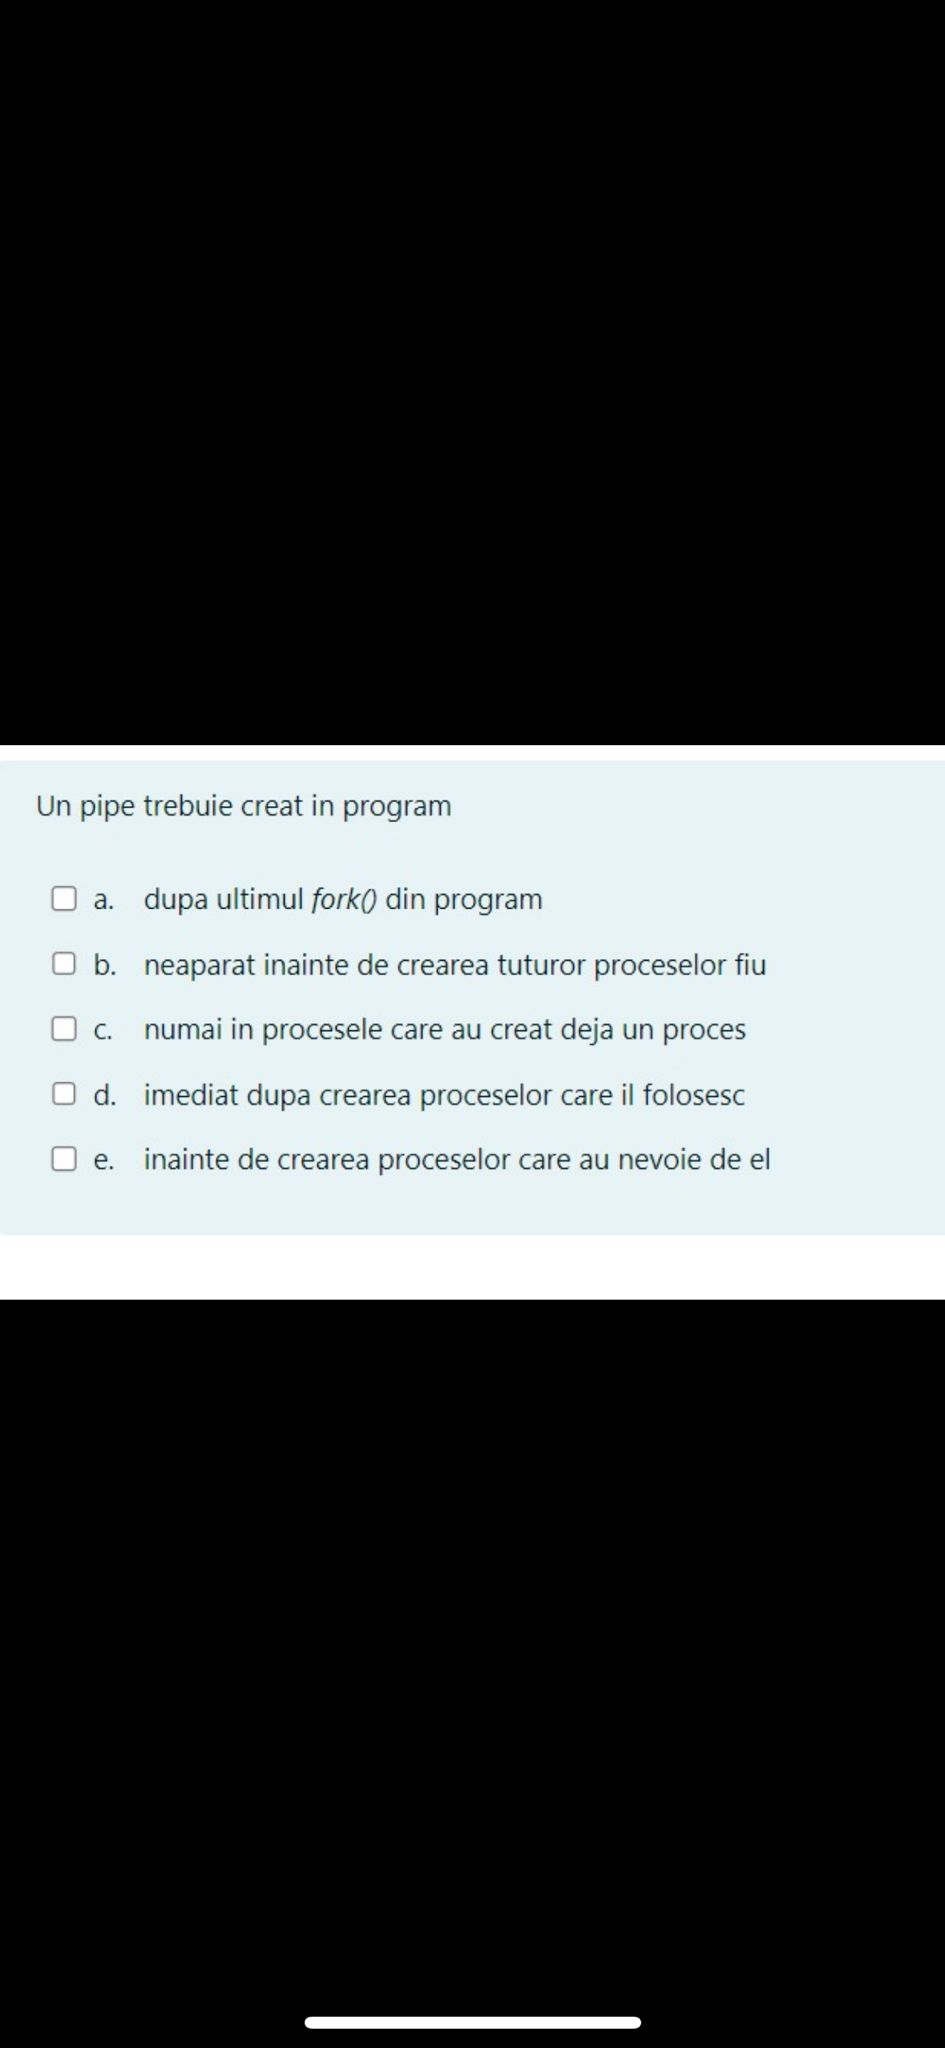 Un pipe trebuie creat in program
a. dupa ultimul fork() din program
b. neaparat inainte de crearea tuturor proceselor fiu
c. numai in procesele care au creat deja un proces
d. imediat dupa crearea proceselor care il folosesc
e. inainte de crearea proceselor care au nevoie de el